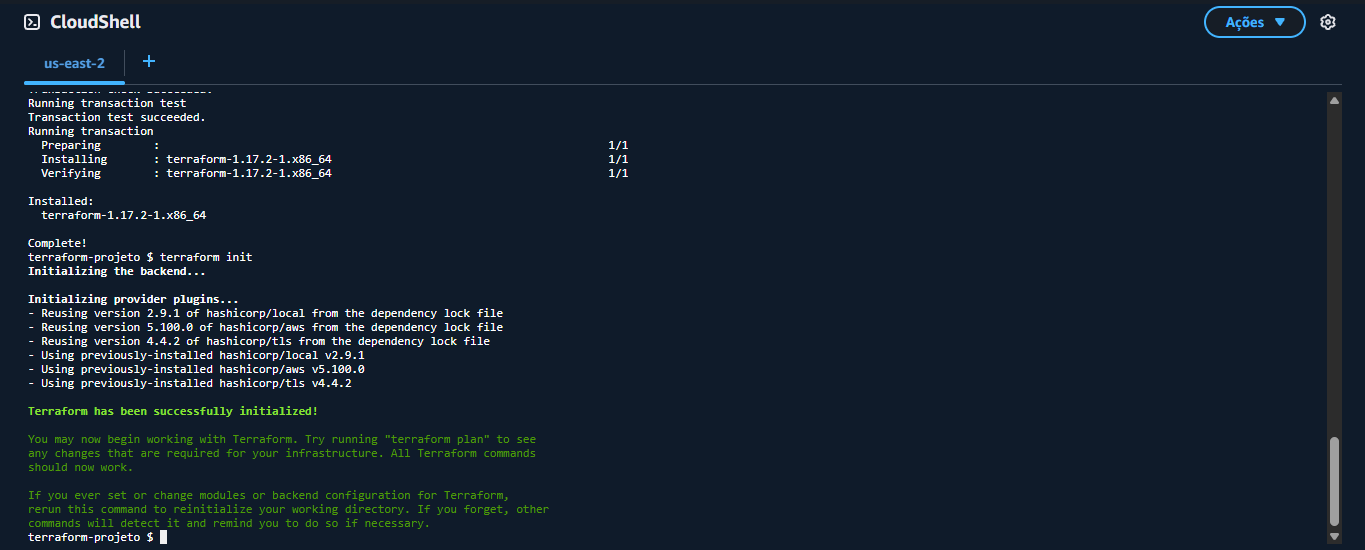 CloudShell
Ações
us-east-2
+
Running transaction test
Transaction test succeeded.
Running transaction
  Preparing        :                                                                    1/1
  Installing       : terraform-1.17.2-1.x86_64                                          1/1
  Verifying        : terraform-1.17.2-1.x86_64                                          1/1
Installed:
  terraform-1.17.2-1.x86_64
Complete!
terraform-projeto $ terraform init
Initializing the backend...
Initializing provider plugins...
- Reusing version 2.9.1 of hashicorp/local from the dependency lock file
- Reusing version 5.100.0 of hashicorp/aws from the dependency lock file
- Reusing version 4.4.2 of hashicorp/tls from the dependency lock file
- Using previously-installed hashicorp/local v2.9.1
- Using previously-installed hashicorp/aws v5.100.0
- Using previously-installed hashicorp/tls v4.4.2
Terraform has been successfully initialized!
You may now begin working with Terraform. Try running "terraform plan" to see
any changes that are required for your infrastructure. All Terraform commands
should now work.
If you ever set or change modules or backend configuration for Terraform,
rerun this command to reinitialize your working directory. If you forget, other
commands will detect it and remind you to do so if necessary.
terraform-projeto $